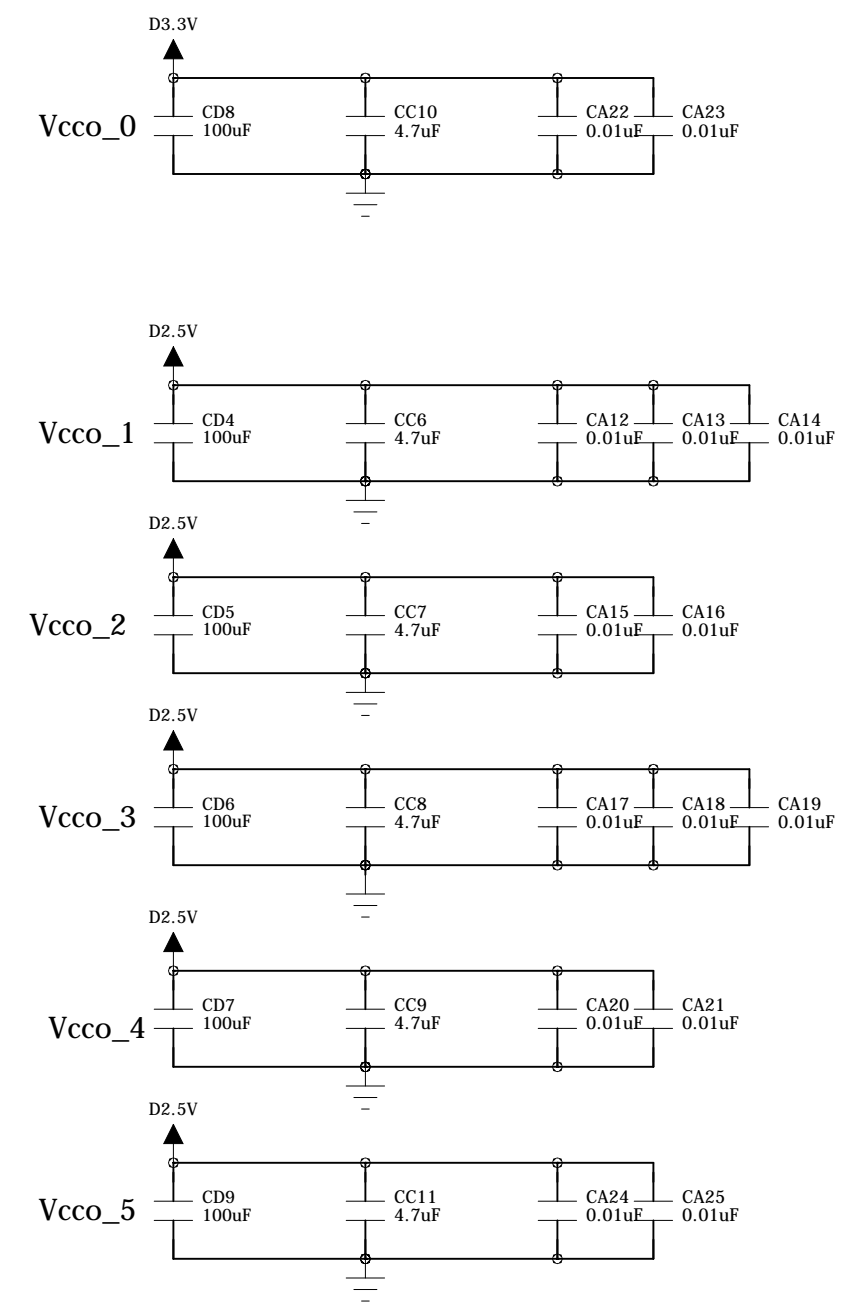 D3.3V
Vcco_0
CD8
100uF
CC10
4.7uF
CA22
0.01uF
CA23
0.01uF
D2.5V
Vcco_1
CD4
100uF
CC6
4.7uF
CA12
0.01uF
CA13
0.01uF
CA14
0.01uF
D2.5V
Vcco_2
CD5
100uF
CC7
4.7uF
CA15
0.01uF
CA16
0.01uF
D2.5V
Vcco_3
CD6
100uF
CC8
4.7uF
CA17
0.01uF
CA18
0.01uF
CA19
0.01uF
D2.5V
Vcco_4
CD7
100uF
CC9
4.7uF
CA20
0.01uF
CA21
0.01uF
D2.5V
Vcco_5
CD9
100uF
CC11
4.7uF
CA24
0.01uF
CA25
0.01uF